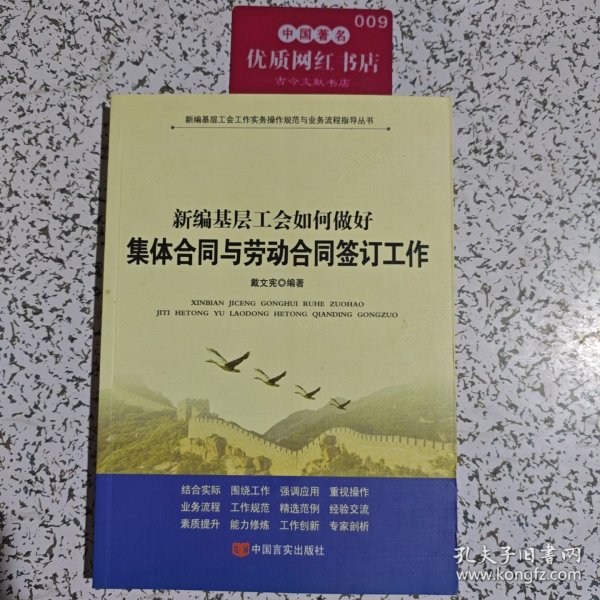 009
中国著名
优质网红书店
古今文献书店
新编基层工会工作实务操作规范与业务流程指导丛书
新编基层工会如何做好
集体合同与劳动合同签订工作
戴文宪◎编著
XINBIAN JICENG GONGHUI RUHE ZUOHAO
JITI HETONG YU LAODONG HETONG QIANDING GONGZUO
结合实际 围绕工作 强调应用 重视操作
业务流程 工作规范 精选范例 经验交流
素质提升 能力修炼 工作创新 专家剖析
中国言实出版社
孔夫子旧书网
www.kongfz.com